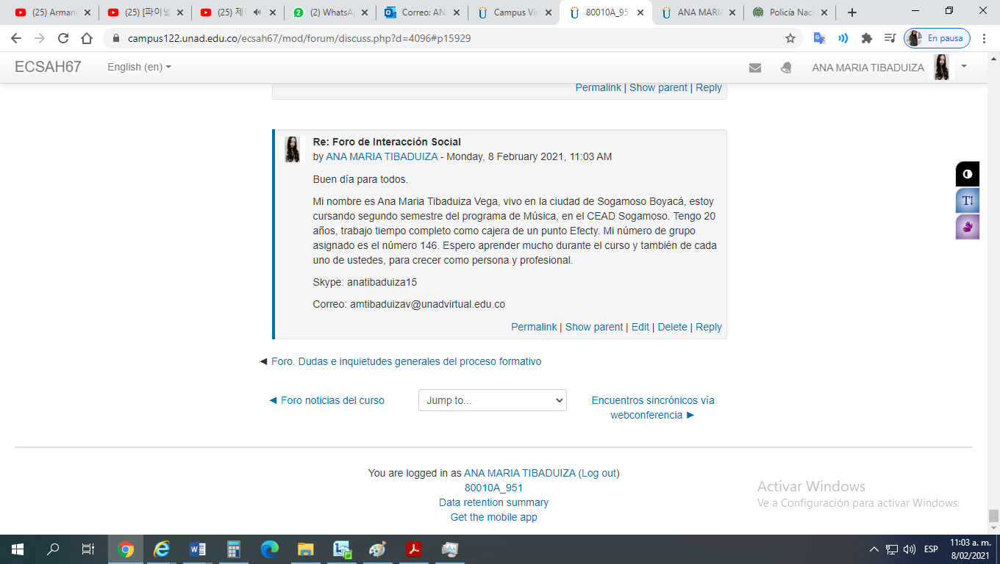 (25) Arman
(25) [파이널
(25) 제
(2) WhatsA
Correo: AN
Campus Vir
80010A_95
ANA MARI
Policía Nac
campus122.unad.edu.co/ecsah67/mod/forum/discuss.php?d=4096#p15929
En pausa
ECSAH67
English (en)
ANA MARIA TIBADUIZA
Permalink | Show parent | Reply
Re: Foro de Interacción Social
by ANA MARIA TIBADUIZA - Monday, 8 February 2021, 11:03 AM
Buen día para todos.
Mi nombre es Ana Maria Tibaduiza Vega, vivo en la ciudad de Sogamoso Boyacá, estoy
cursando segundo semestre del programa de Música, en el CEAD Sogamoso. Tengo 20
años, trabajo tiempo completo como cajera de un punto Efecty. Mi número de grupo
asignado es el número 146. Espero aprender mucho durante el curso y también de cada
uno de ustedes, para crecer como persona y profesional.
Skype: anatibaduiza15
Correo: amtibaduizav@unadvirtual.edu.co
Permalink | Show parent | Edit | Delete | Reply
◄ Foro. Dudas e inquietudes generales del proceso formativo
◄ Foro noticias del curso
Jump to...
Encuentros sincrónicos vía
webconferencia ►
You are logged in as ANA MARIA TIBADUIZA (Log out)
80010A_951
Data retention summary
Get the mobile app
Activar Windows
Ve a Configuración para activar Windows.
ESP
11:03 a. m.
8/02/2021